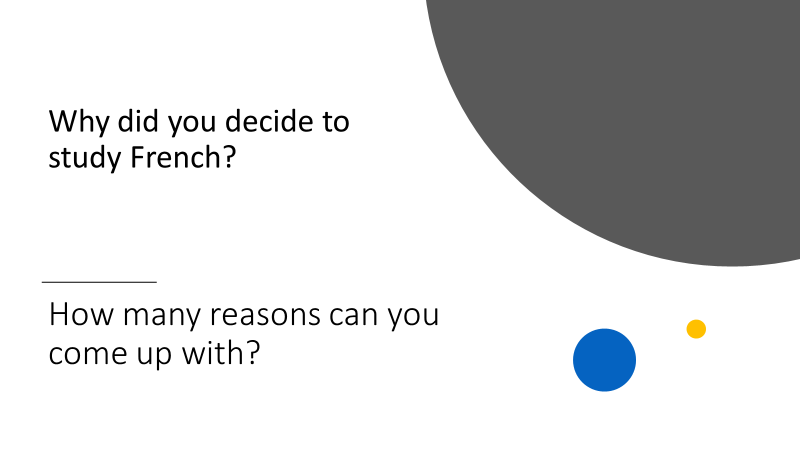 Why did you decide to
study French?
How many reasons can you
come up with?